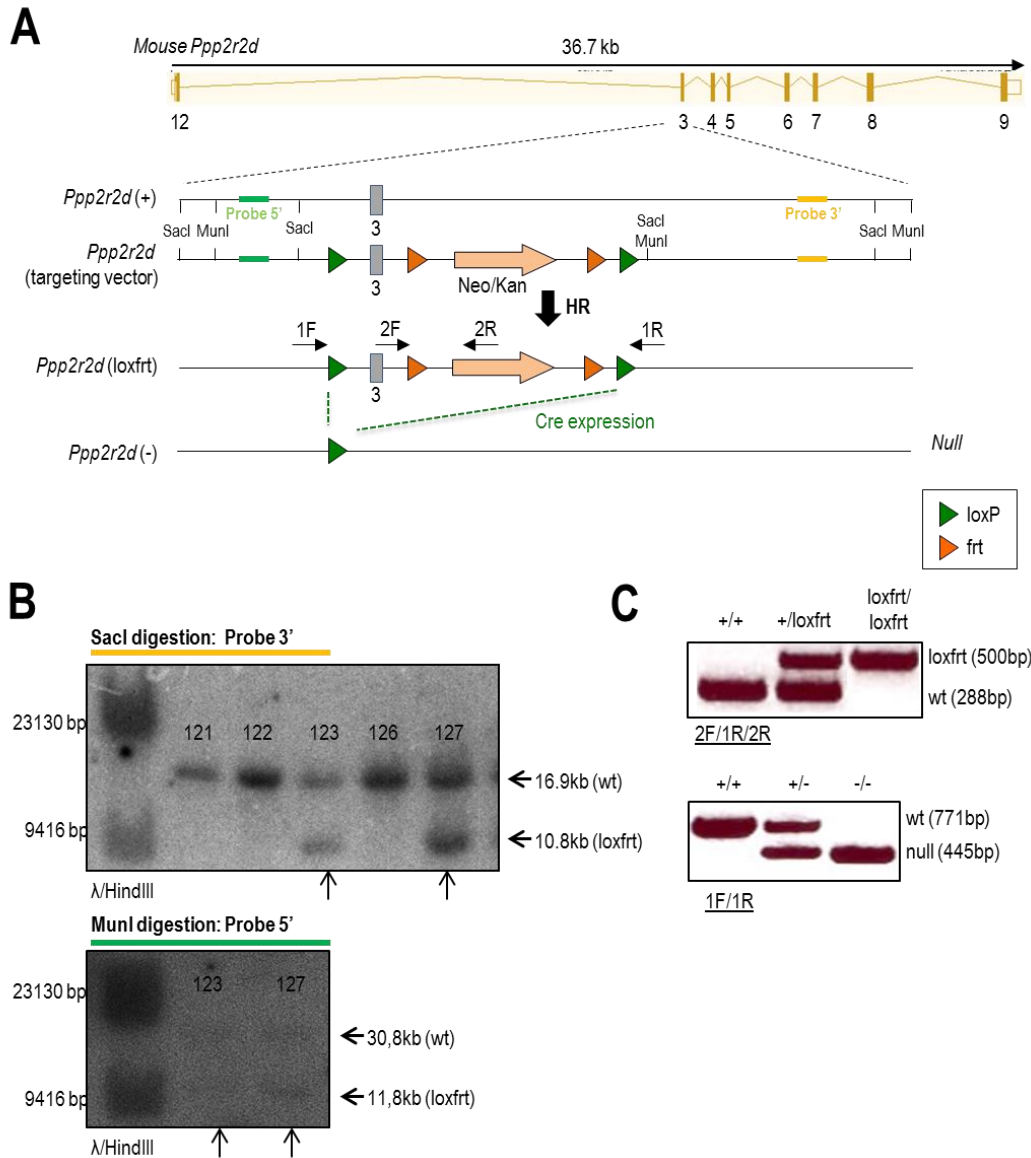 A
Mouse Ppp2r2d
36.7 kb
12 3 4 5 6 7 8 9
Ppp2r2d (+)
Probe 5'
Probe 3'
SacI MunI SacI 3 SacI MunI
SacI
MunI
Ppp2r2d
(targeting vector)
3
Neo/Kan
HR
1F 2F 2R 1R
Ppp2r2d (loxfrt)
3
Cre expression
Ppp2r2d (-)
Null
loxP
frt
B
SacI digestion: Probe 3'
23130 bp
121 122 123 126 127
16.9kb (wt)
9416 bp
10.8kb (loxfrt)
λ/HindIII
MunI digestion: Probe 5'
23130 bp
123 127
30,8kb (wt)
9416 bp
11,8kb (loxfrt)
λ/HindIII
C
+/+ +/loxfrt loxfrt/
loxfrt
loxfrt (500bp)
wt (288bp)
2F/1R/2R
+/+ +/- -/-
wt (771bp)
null (445bp)
1F/1R